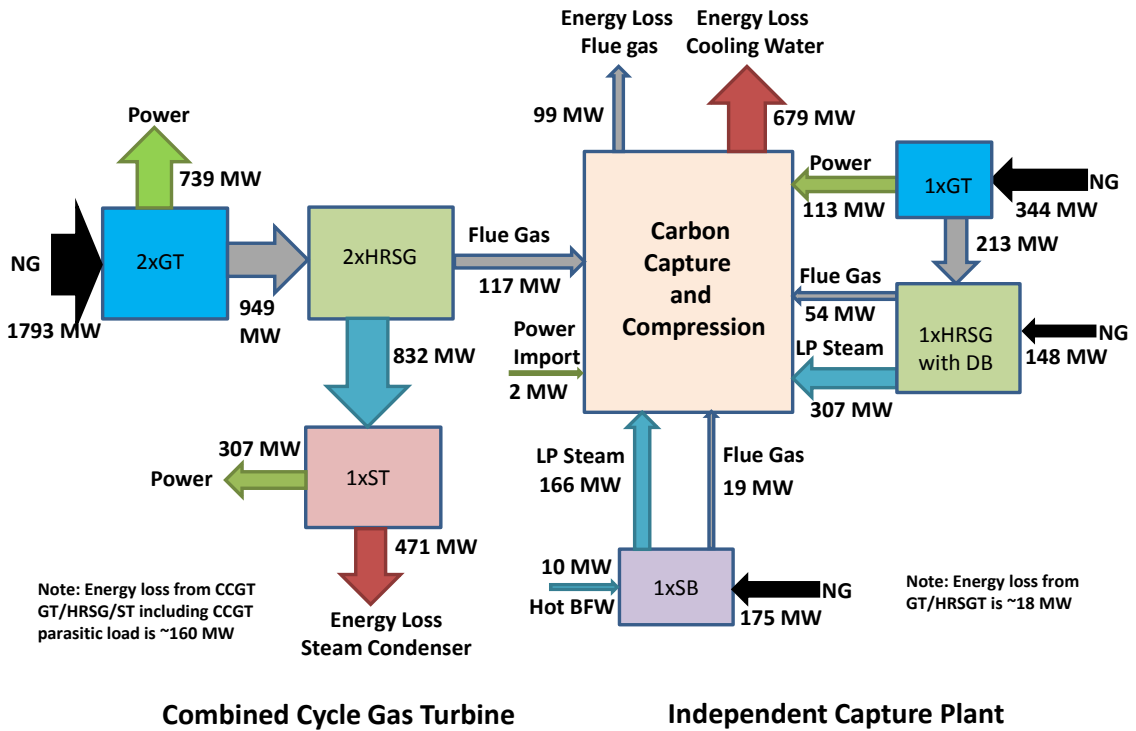 Energy Loss
Flue gas
Energy Loss
Cooling Water
Power
99 MW
679 MW
739 MW
Power
1xGT
NG
113 MW
344 MW
Carbon
Capture
and
Compression
213 MW
NG
2xGT
2xHRSG
Flue Gas
117 MW
1793 MW
949
MW
Flue Gas
54 MW
1xHRSG
with DB
NG
148 MW
LP Steam
307 MW
832 MW
Power
Import
2 MW
307 MW
Power
1xST
LP Steam
166 MW
Flue Gas
19 MW
471 MW
10 MW
Hot BFW
1xSB
NG
175 MW
Note: Energy loss from CCGT
GT/HRSG/ST including CCGT
parasitic load is ~160 MW
Energy Loss
Steam Condenser
Note: Energy loss from
GT/HRSGT is ~18 MW
Combined Cycle Gas Turbine
Independent Capture Plant